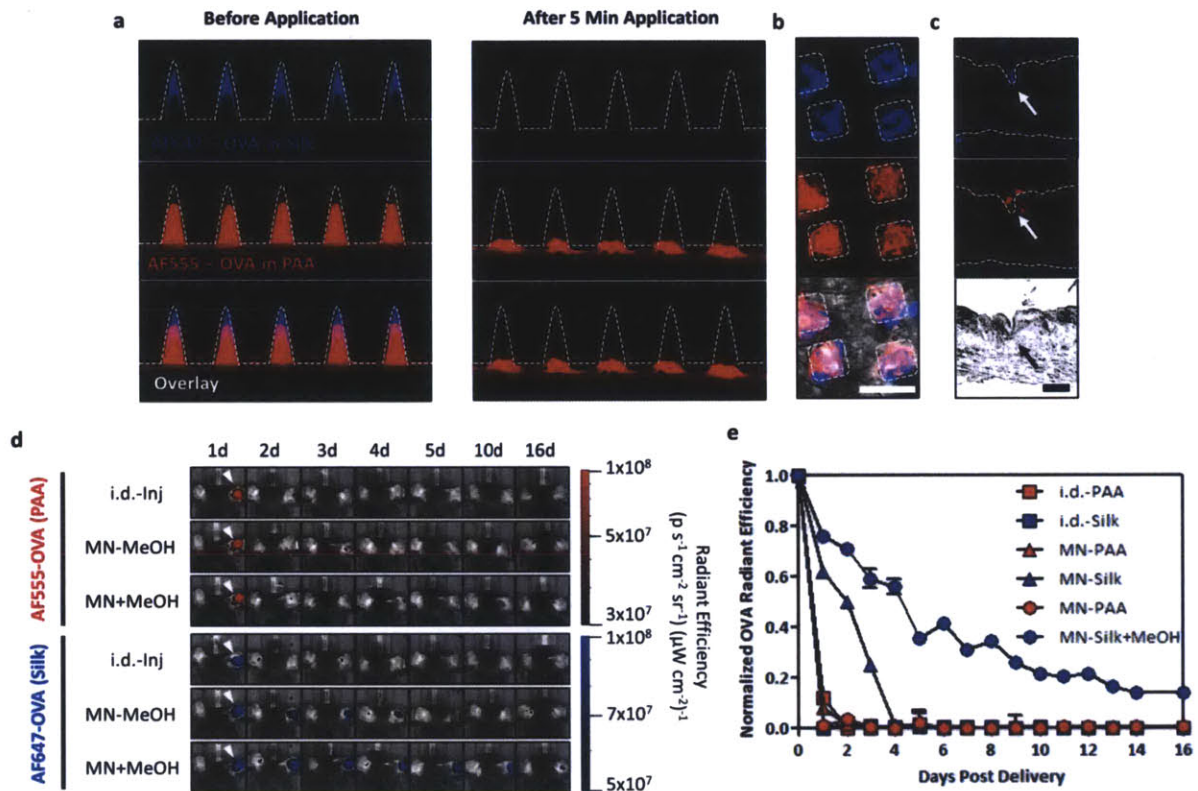 a
Before Application
After 5 Min Application
b
c
AF555 – OVA in PAA
Overlay
d
1d 2d 3d 4d 5d 10d 16d
AF555-OVA (PAA)
i.d.-Inj
MN-MeOH
MN+MeOH
AF647-OVA (Silk)
i.d.-Inj
MN-MeOH
MN+MeOH
1x10⁸
5x10⁷
3x10⁷
1x10⁸
7x10⁷
5x10⁷
Radiant Efficiency
(p s⁻¹ cm⁻² sr⁻¹) (μW cm⁻²)⁻¹
e
Normalized OVA Radiant Efficiency
1.0
0.8
0.6
0.4
0.2
0.0
0 2 4 6 8 10 12 14 16
Days Post Delivery
i.d.-PAA
i.d.-Silk
MN-PAA
MN-Silk
MN-PAA
MN-Silk+MeOH